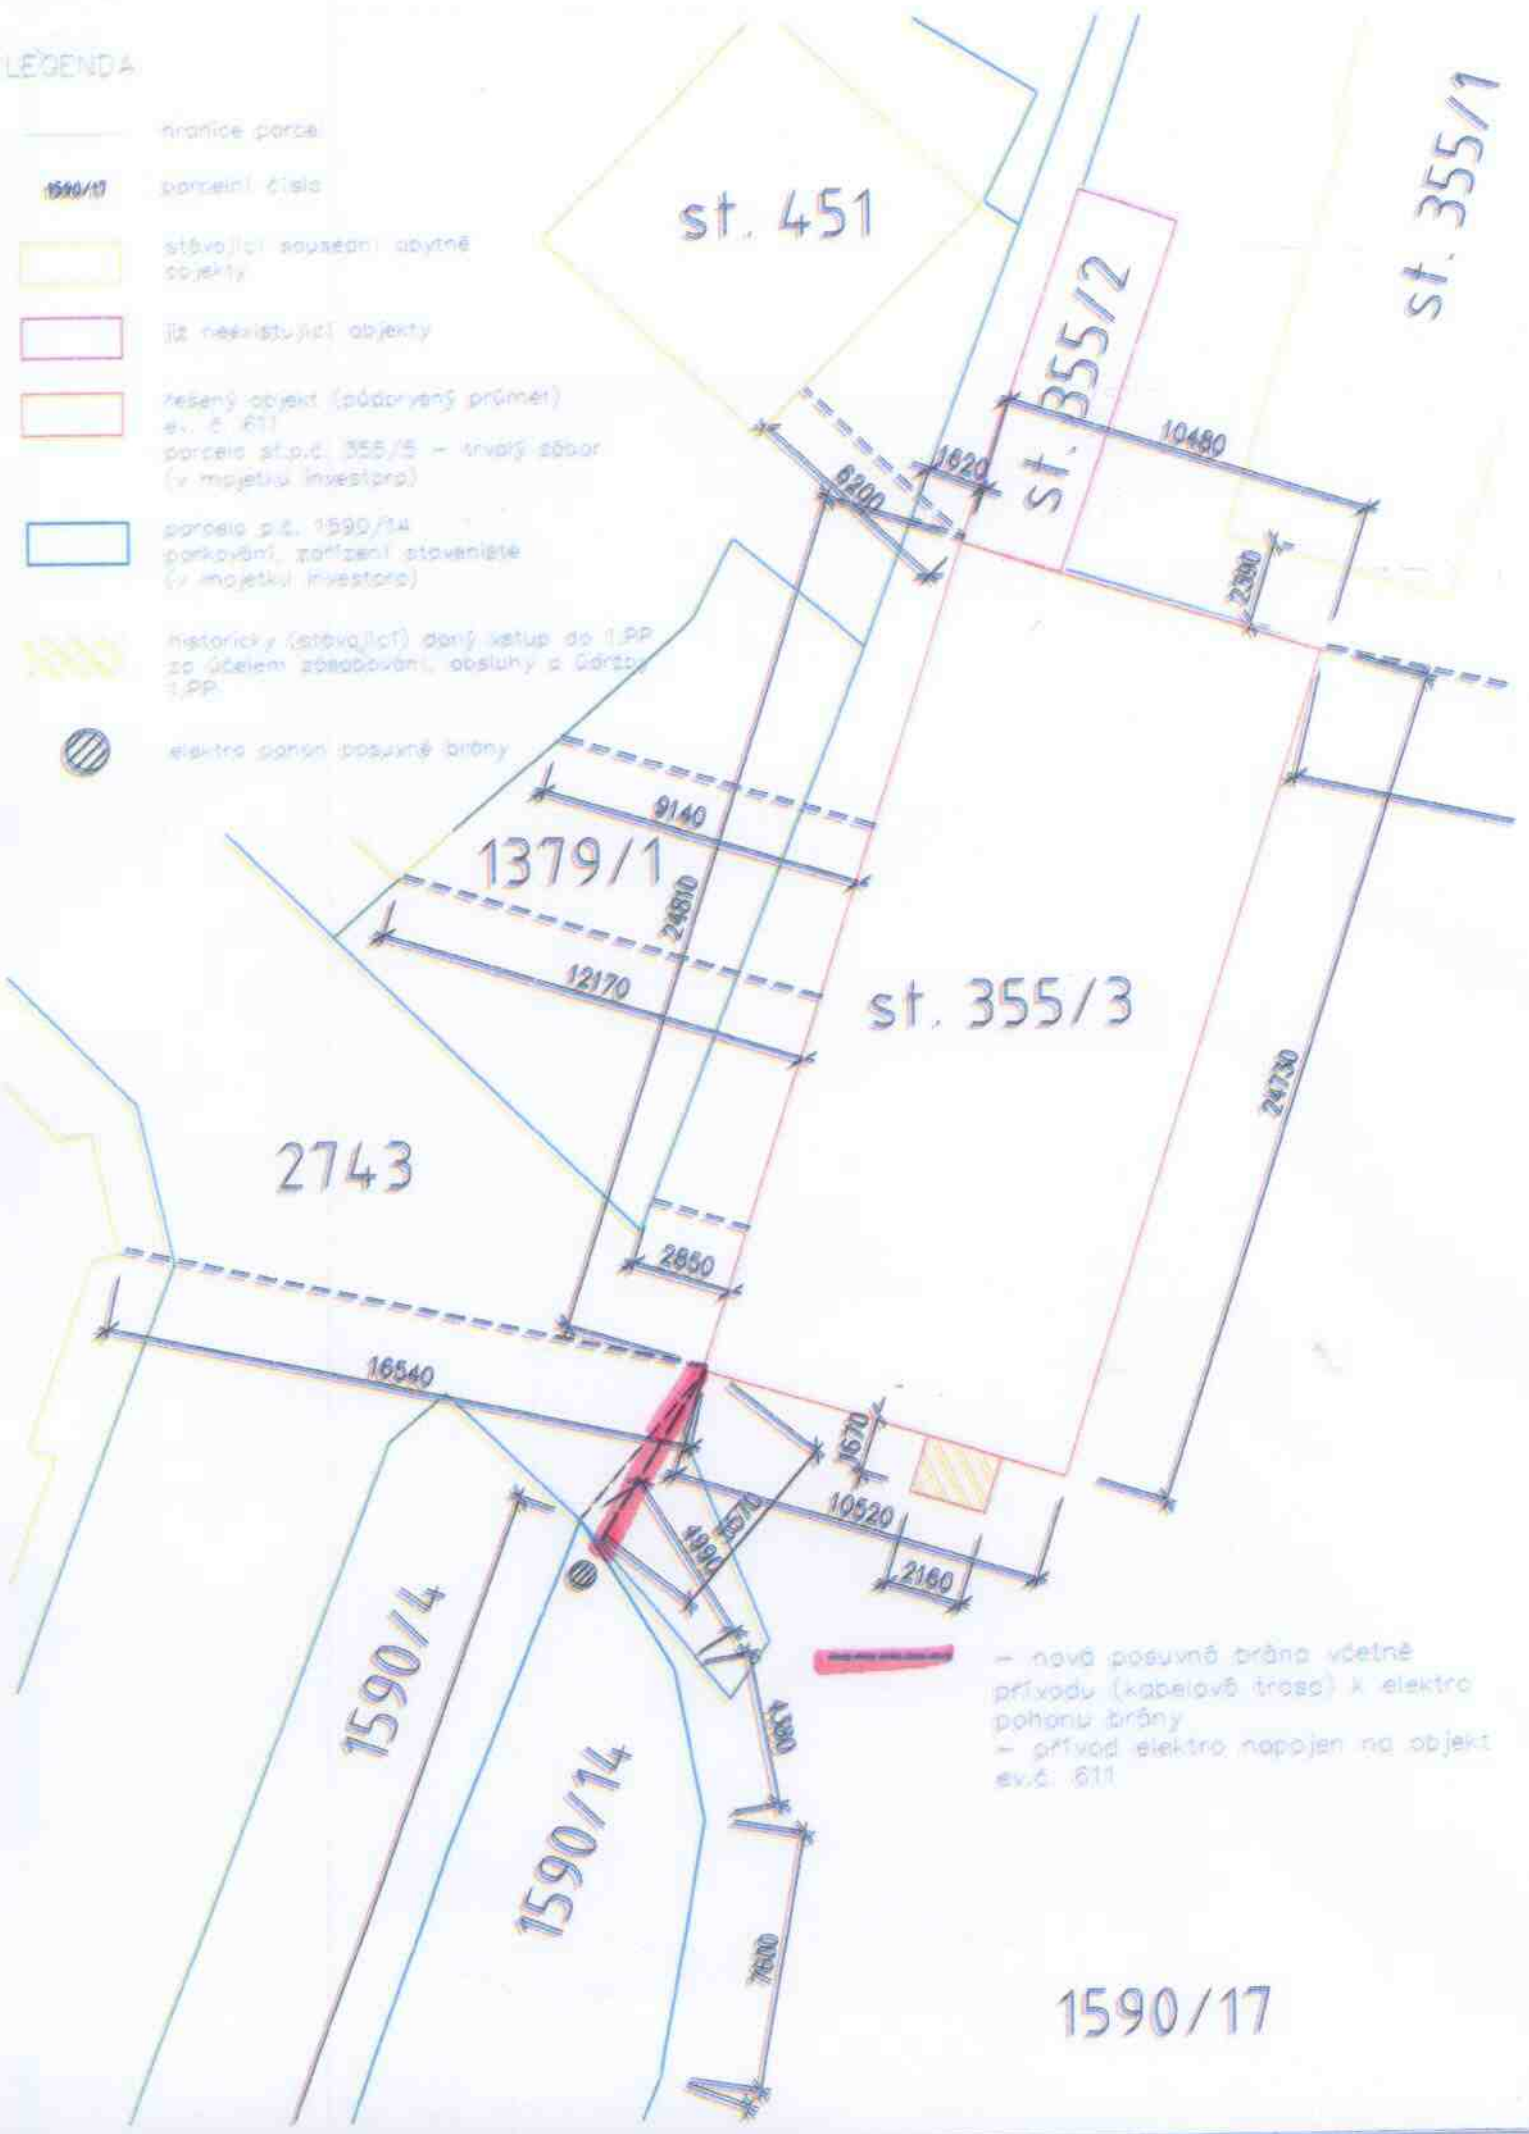 LEGENDA
hranice parcel
1590/17
parcelní číslo
stávající sousední obytné
objekty
již neexistující objekty
řešený objekt (půdorysný průmět)
ev. č. 611
parcela st.p.č. 355/ – trvalý zábor
(v majetku investora)
parcela p.č. 1590/14
parkování, zařízení staveniště
(v majetku investora)
historicky (stávající) daný vstup do 1.PP
za účelem zásobování, obsluhy a údržby
1.PP
elektro pohon posuvné brány
st. 451
st. 355/1
st. 355/2
10480
1620
6200
2390
9140
1379/1
24810
12170
st. 355/3
24730
2743
2850
16540
1670
10520
4990
2160
1590/4
– nová posuvná brána včetně
přívodu (kabelová trasa) k elektro
pohonu brány
– přívod elektro napojen na objekt
ev.č. 611
4380
1590/14
7600
1590/17